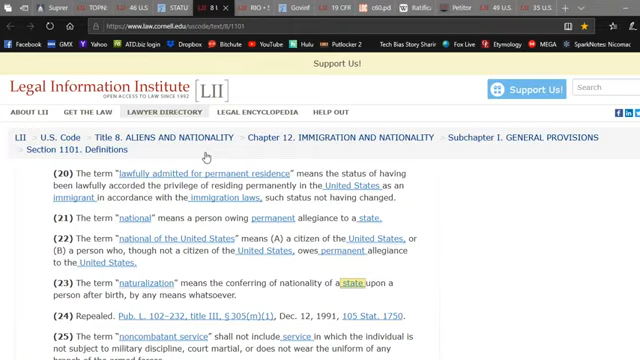 TOPN
46 U.S
STATU
8 U
RIO
Govinf
19 CFR
c60.pd
Ratific
Petit
49 U.S
35 U.S
https://www.law.cornell.edu/uscode/text/8/1101
Facebook GMX Yahoo ATD.biz login Youtube Bitchute Hulu Putlocker 2 Tech Bias Story Sharin Fox Live Etymology MEGA SparkNotes: Nicomac
Support Us!
Legal Information Institute LII
OPEN ACCESS TO LAW SINCE 1992
Support Us! Search
ABOUT LII GET THE LAW LAWYER DIRECTORY LEGAL ENCYCLOPEDIA HELP OUT
LII > U.S. Code > Title 8. ALIENS AND NATIONALITY > Chapter 12. IMMIGRATION AND NATIONALITY > Subchapter I. GENERAL PROVISIONS
> Section 1101. Definitions
(20) The term “lawfully admitted for permanent residence” means the status of having
been lawfully accorded the privilege of residing permanently in the United States as an
immigrant in accordance with the immigration laws, such status not having changed.
(21) The term “national” means a person owing permanent allegiance to a state.
(22) The term “national of the United States” means (A) a citizen of the United States, or
(B) a person who, though not a citizen of the United States, owes permanent allegiance
to the United States.
(23) The term “naturalization” means the conferring of nationality of a state upon a
person after birth, by any means whatsoever.
(24) Repealed. Pub. L. 102–232, title III, § 305(m)(1), Dec. 12, 1991, 105 Stat. 1750.
(25) The term “noncombatant service” shall not include service in which the individual is
not subject to military discipline, court martial, or does not wear the uniform of any
branch of the armed forces.